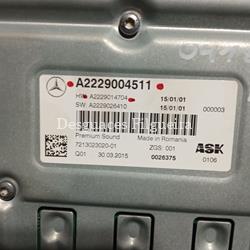 A2229004511
HW: A2229014704 15/01/01
SW: A2229026410 15/01/01 000003
Premium Sound Made in Romania
7213023020-01 ZGS: 001 ASK
Q01 30.03.2015 0026375 0106